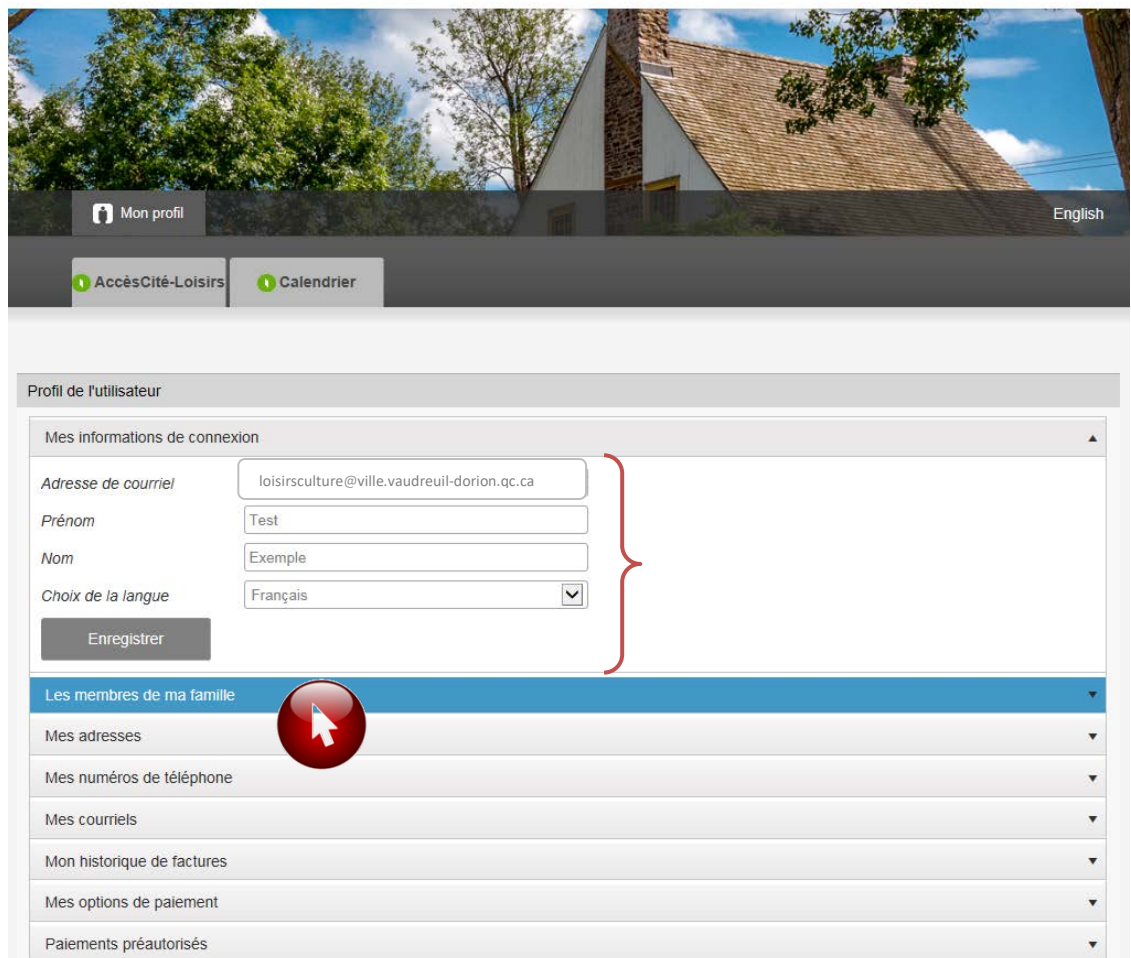 Mon profil
English
AccèsCité-Loisirs
Calendrier
Profil de l'utilisateur
Mes informations de connexion
Adresse de courriel
loisirsculture@ville.vaudreuil-dorion.qc.ca
Prénom
Test
Nom
Exemple
Choix de la langue
Français
Enregistrer
Les membres de ma famille
Mes adresses
Mes numéros de téléphone
Mes courriels
Mon historique de factures
Mes options de paiement
Paiements préautorisés